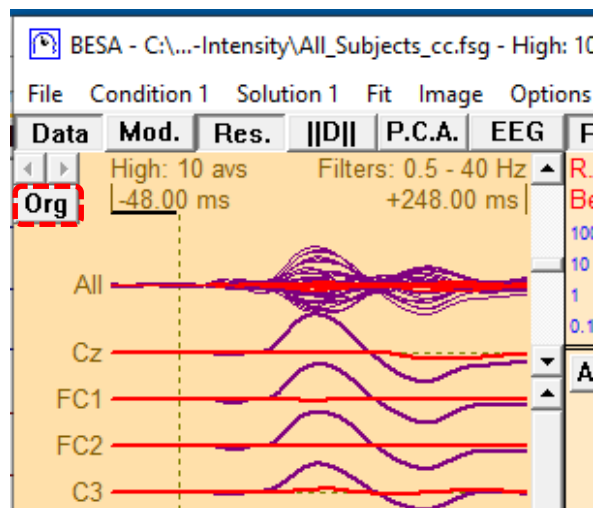 BESA - C:\...-Intensity\All_Subjects_cc.fsg - High: 10
File Condition 1 Solution 1 Fit Image Options
Data Mod. Res. ||D|| P.C.A. EEG
High: 10 avs Filters: 0.5 - 40 Hz R.
Org -48.00 ms +248.00 ms Be
100
10
1
0.1
All
Cz
A
FC1
FC2
C3